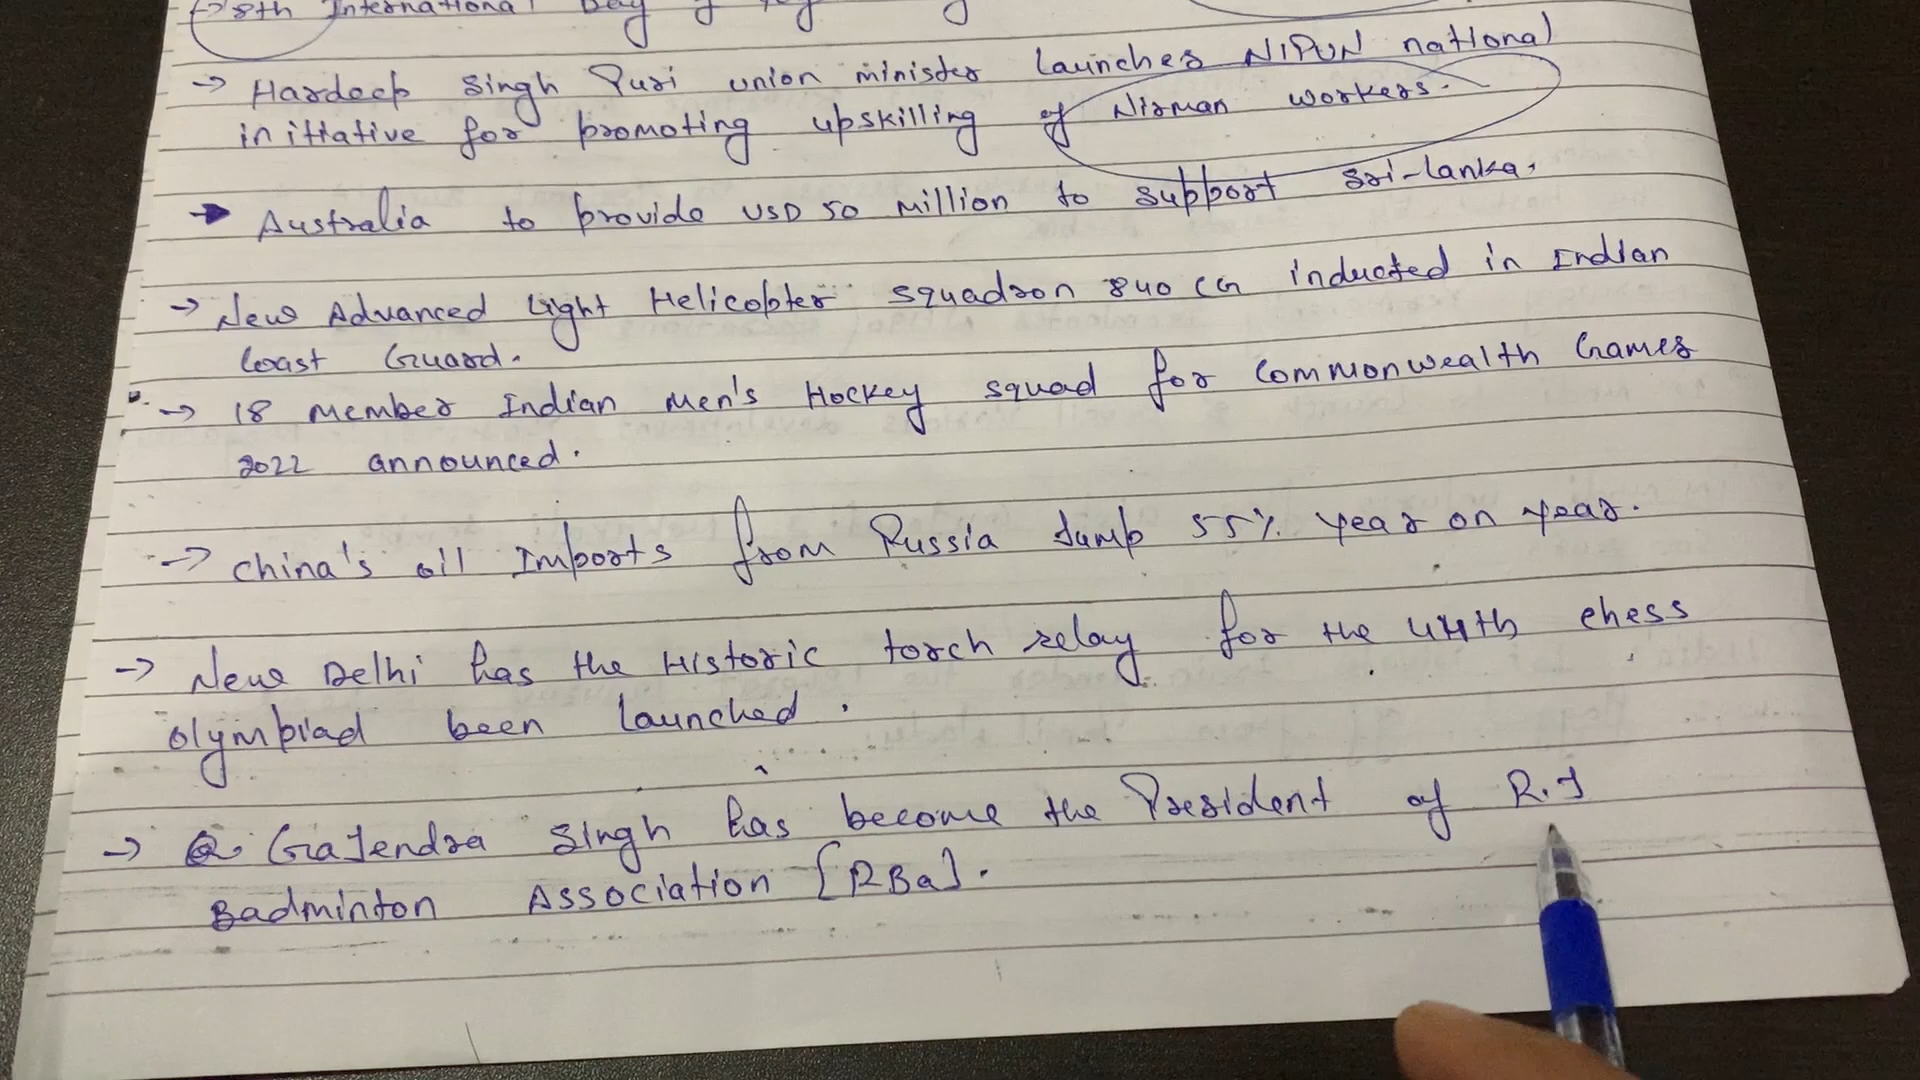 → 8th International Day of
→ Hardeep Singh Puri union minister launches NIPUN national
initiative for promoting upskilling of Nirman workers.
→ Australia to provide USD 50 million to support Sri-lanka.
→ New Advanced Light Helicopter squadron 840 CG inducted in Indian
Coast Guard.
→ 18 member Indian Men's Hockey squad for Commonwealth Games
2022 announced.
→ China's oil Imports from Russia Jump 55% year on year.
→ New Delhi has the Historic torch relay for the 44th chess
Olympiad been launched.
→ Gajendra Singh has become the President of R.J
Badminton Association [RBA].